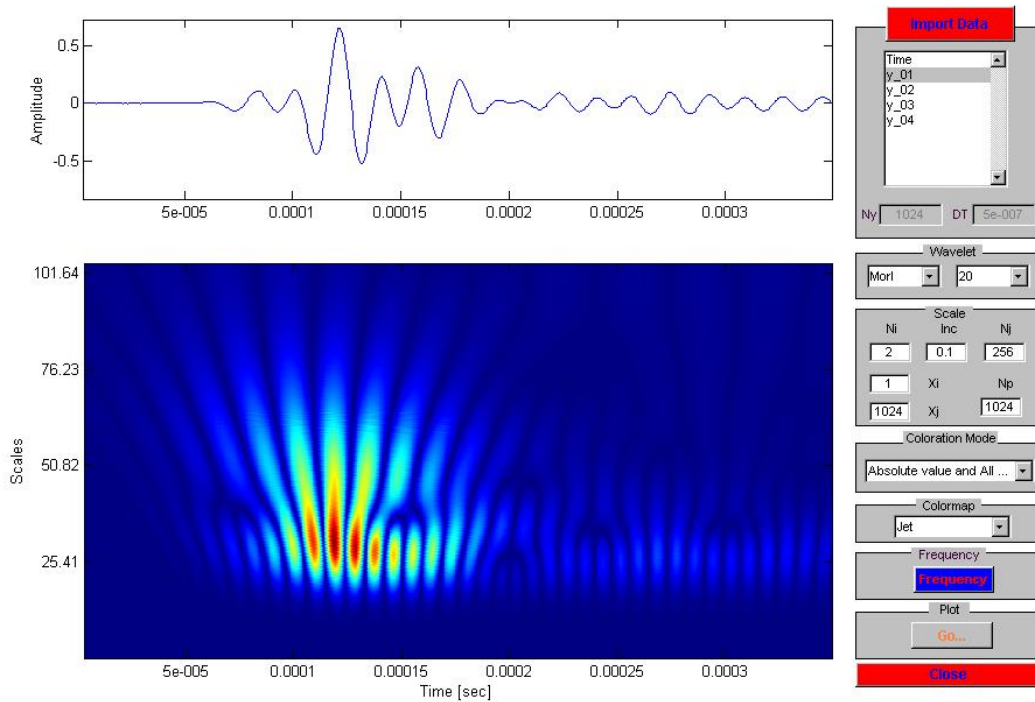 0.5
0
-0.5
Amplitude
5e-005 0.0001 0.00015 0.0002 0.00025 0.0003
101.64
76.23
50.82
25.41
Scales
5e-005 0.0001 0.00015 0.0002 0.00025 0.0003
Time [sec]
Import Data
Time
y_01
y_02
y_03
y_04
Ny 1024 DT 5e-007
Wavelet
Morl 20
Scale
Ni Inc Nj
2 0.1 256
1 Xi Np
1024 Xj 1024
Coloration Mode
Absolute value and All ...
Colormap
Jet
Frequency
Frequency
Plot
Go...
Close